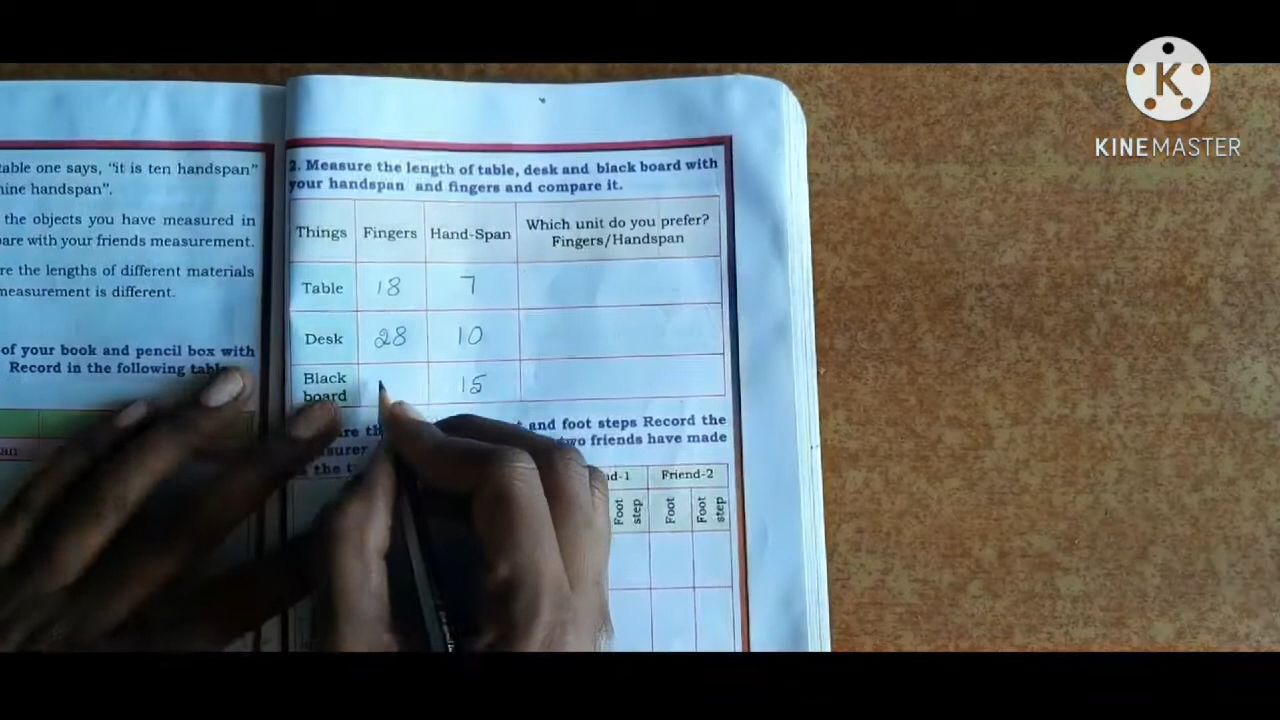 K
KINEMASTER
table one says, "it is ten handspan"
nine handspan".
the objects you have measured in
are with your friends measurement.
re the lengths of different materials
measurement is different.
of your book and pencil box with
Record in the following table
an
2. Measure the length of table, desk and black board with
your handspan and fingers and compare it.
Things Fingers Hand-Span Which unit do you prefer?
Fingers/Handspan
Table 18 7
Desk 28 10
Black
board 15
and foot steps Record the
two friends have made
the t
nd-1 Friend-2
Foot
step Foot Foot
step